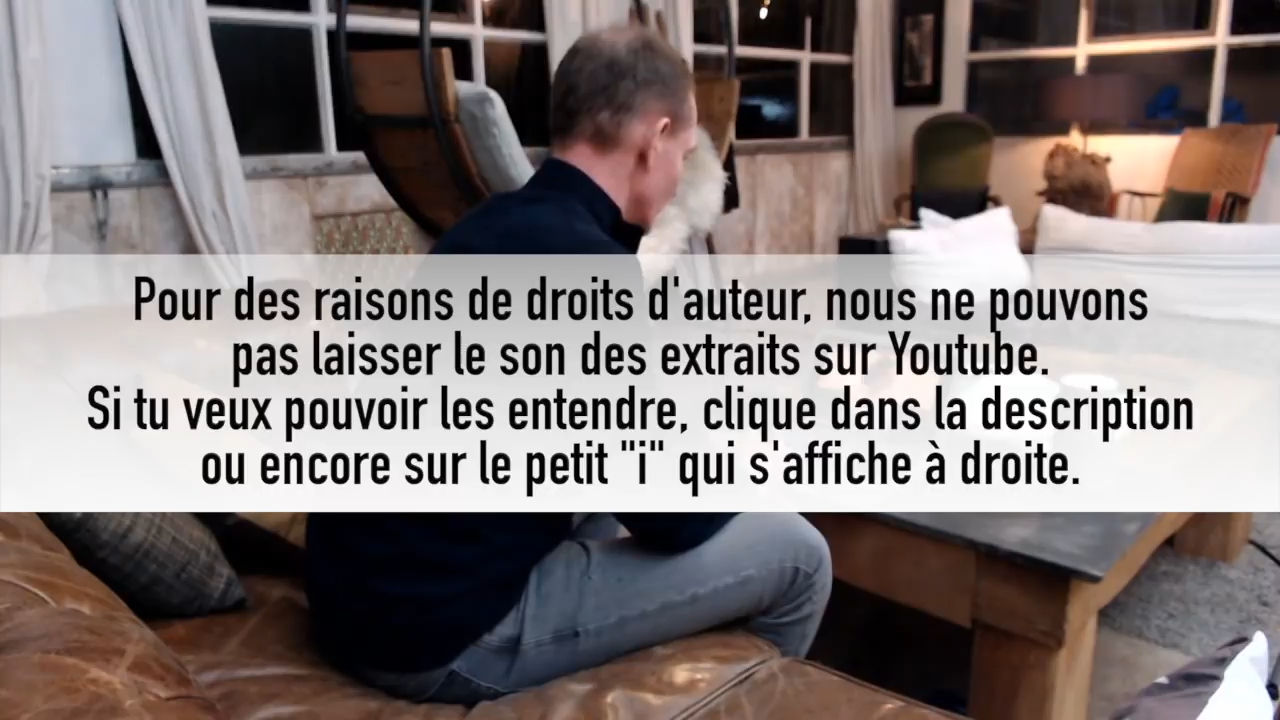 Pour des raisons de droits d'auteur, nous ne pouvons
pas laisser le son des extraits sur Youtube.
Si tu veux pouvoir les entendre, clique dans la description
ou encore sur le petit "i" qui s'affiche à droite.